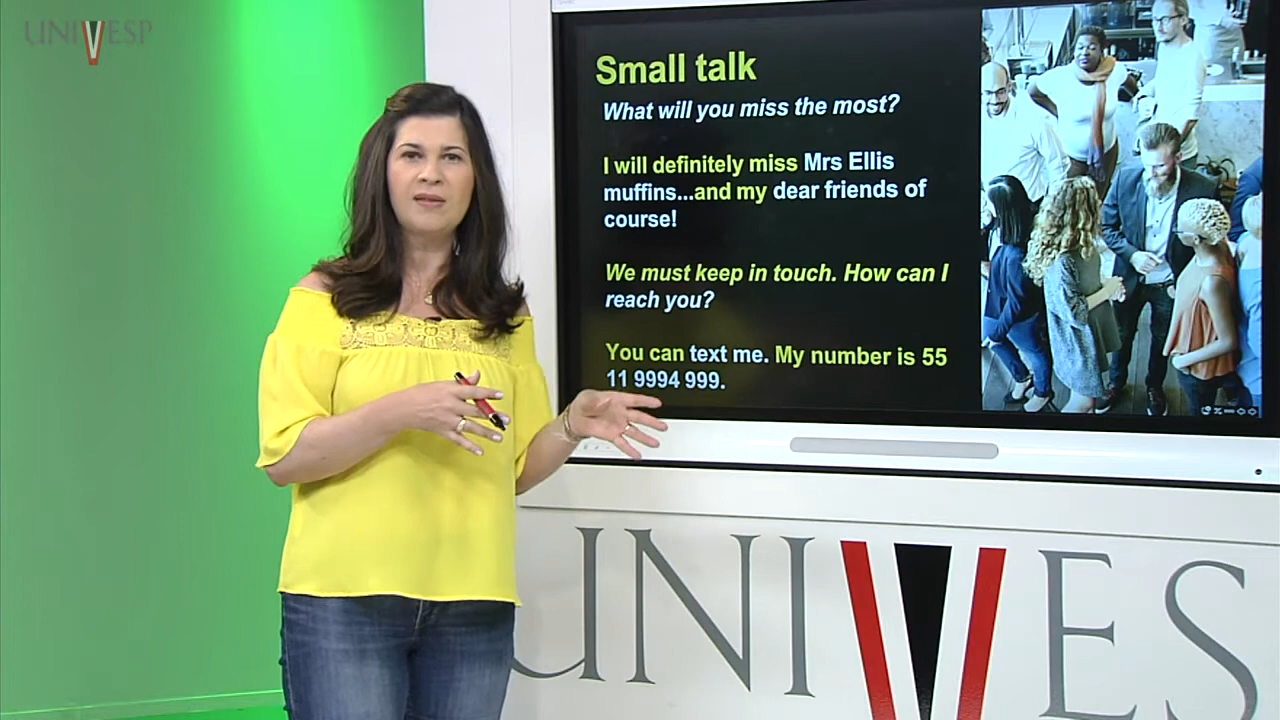 UNIVESP
Small talk
What will you miss the most?
I will definitely miss Mrs Ellis
muffins...and my dear friends of
course!
We must keep in touch. How can I
reach you?
You can text me. My number is 55
11 9994 999.
UNIVES